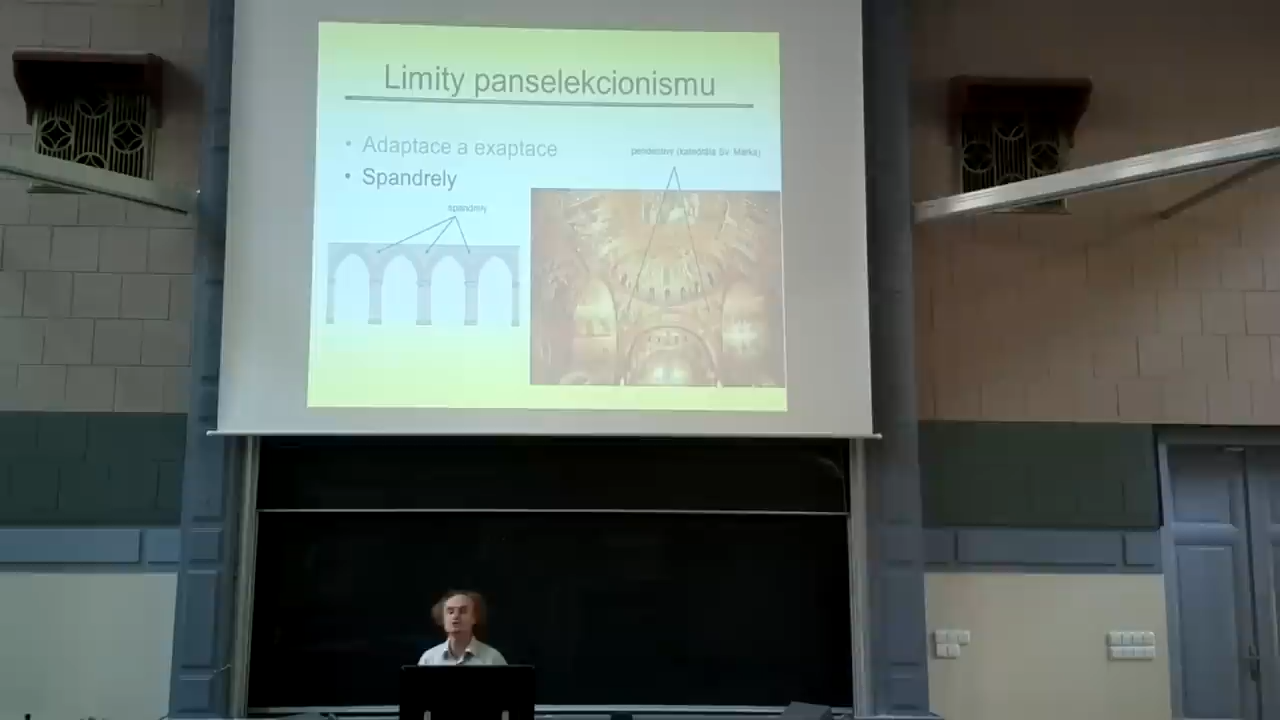 Limity panselekcionismu
• Adaptace a exaptace
• Spandrely
pendentivy (katedrála Sv. Marka)
spandrely